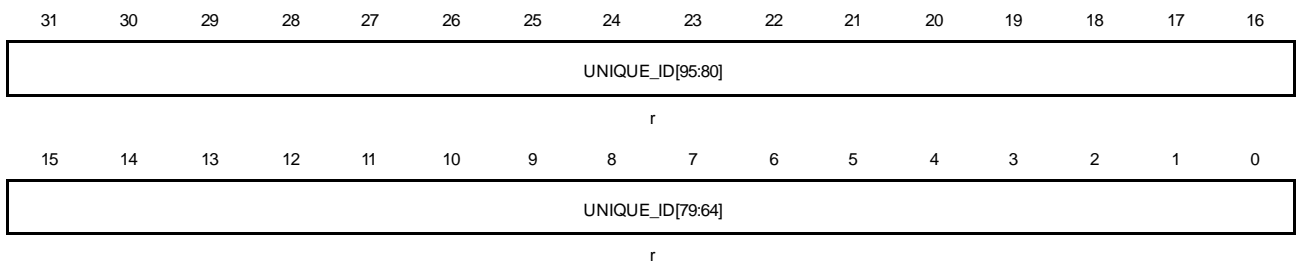 31 30 29 28 27 26 25 24 23 22 21 20 19 18 17 16
UNIQUE_ID[95:80]
r
15 14 13 12 11 10 9 8 7 6 5 4 3 2 1 0
UNIQUE_ID[79:64]
r